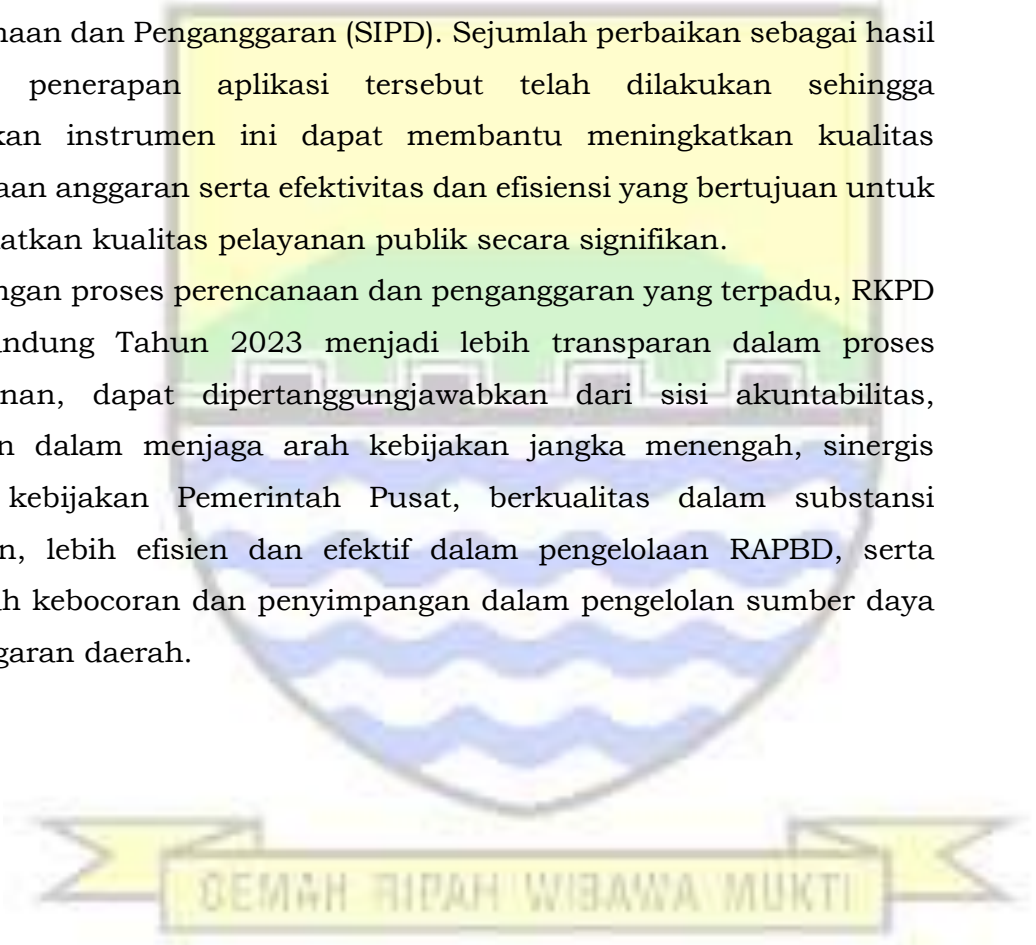 naan dan Penganggaran (SIPD). Sejumlah perbaikan sebagai hasil
penerapan aplikasi tersebut telah dilakukan sehingga
kan instrumen ini dapat membantu meningkatkan kualitas
aan anggaran serta efektivitas dan efisiensi yang bertujuan untuk
atkan kualitas pelayanan publik secara signifikan.
ngan proses perencanaan dan penganggaran yang terpadu, RKPD
ndung Tahun 2023 menjadi lebih transparan dalam proses
nan, dapat dipertanggungjawabkan dari sisi akuntabilitas,
n dalam menjaga arah kebijakan jangka menengah, sinergis
kebijakan Pemerintah Pusat, berkualitas dalam substansi
n, lebih efisien dan efektif dalam pengelolaan RAPBD, serta
ah kebocoran dan penyimpangan dalam pengelolan sumber daya
garan daerah.
GEMAH RIPAH WIBAWA MUKTI